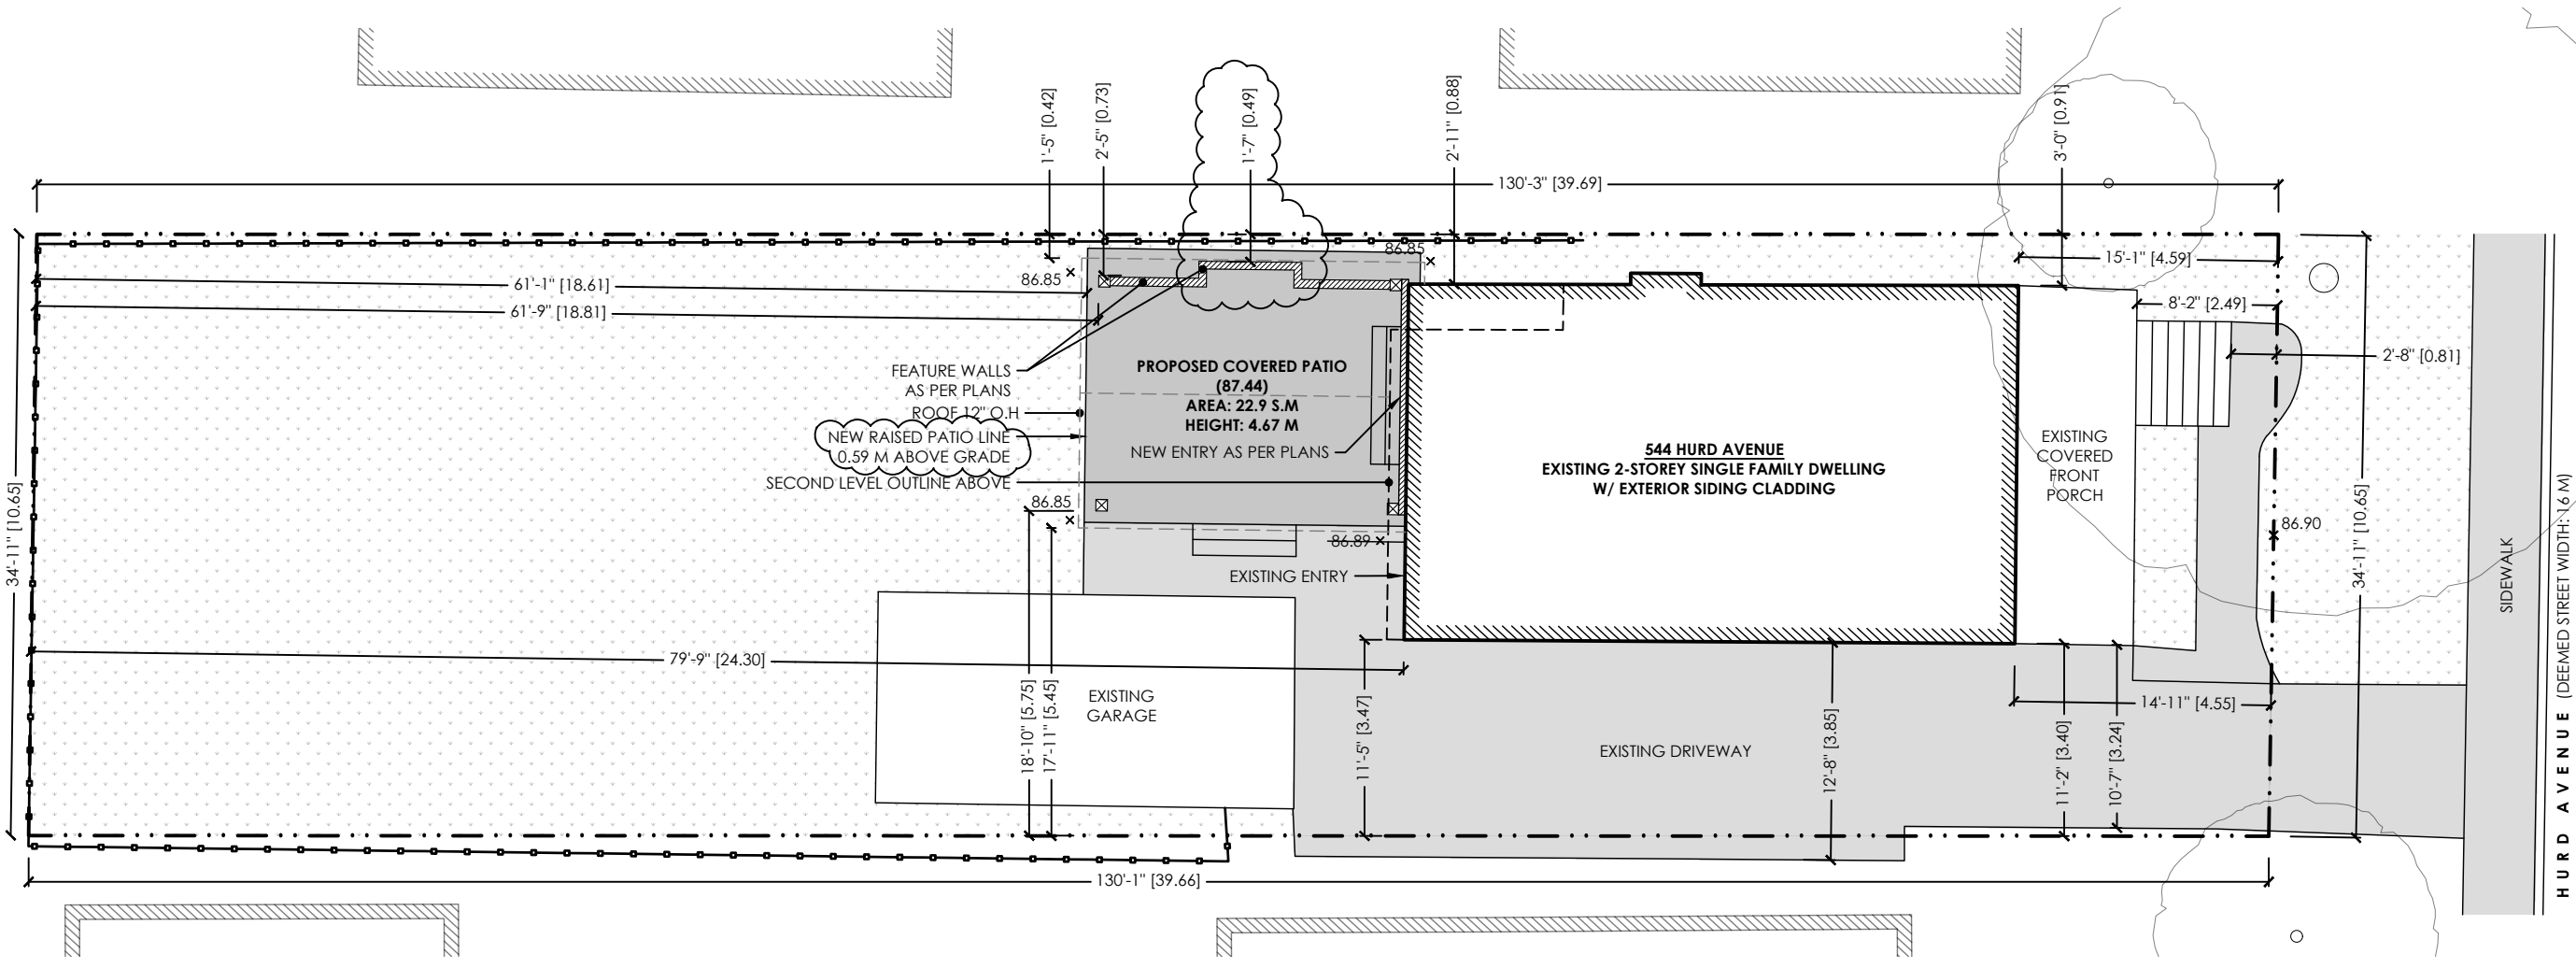 1'-5" [0.42]
2'-5" [0.73]
1'-7" [0.49]
2'-11" [0.88]
3'-0" [0.91]
130'-3" [39.69]
86.85
86.85
15'-1" [4.59]
61'-1" [18.61]
61'-9" [18.81]
8'-2" [2.49]
2'-8" [0.81]
FEATURE WALLS
AS PER PLANS
ROOF 12" O.H
NEW RAISED PATIO LINE
0.59 M ABOVE GRADE
SECOND LEVEL OUTLINE ABOVE
PROPOSED COVERED PATIO
(87.44)
AREA: 22.9 S.M
HEIGHT: 4.67 M
NEW ENTRY AS PER PLANS
544 HURD AVENUE
EXISTING 2-STOREY SINGLE FAMILY DWELLING
W/ EXTERIOR SIDING CLADDING
EXISTING
COVERED
FRONT
PORCH
86.85
86.89
86.90
EXISTING ENTRY
34'-11" [10.65]
34'-11" [10.65]
SIDEWALK
HURD AVENUE (DEEMED STREET WIDTH: 16 M)
79'-9" [24.30]
EXISTING
GARAGE
18'-10" [5.75]
17'-11" [5.45]
11'-5" [3.47]
12'-8" [3.85]
EXISTING DRIVEWAY
14'-11" [4.55]
11'-2" [3.40]
10'-7" [3.24]
130'-1" [39.66]